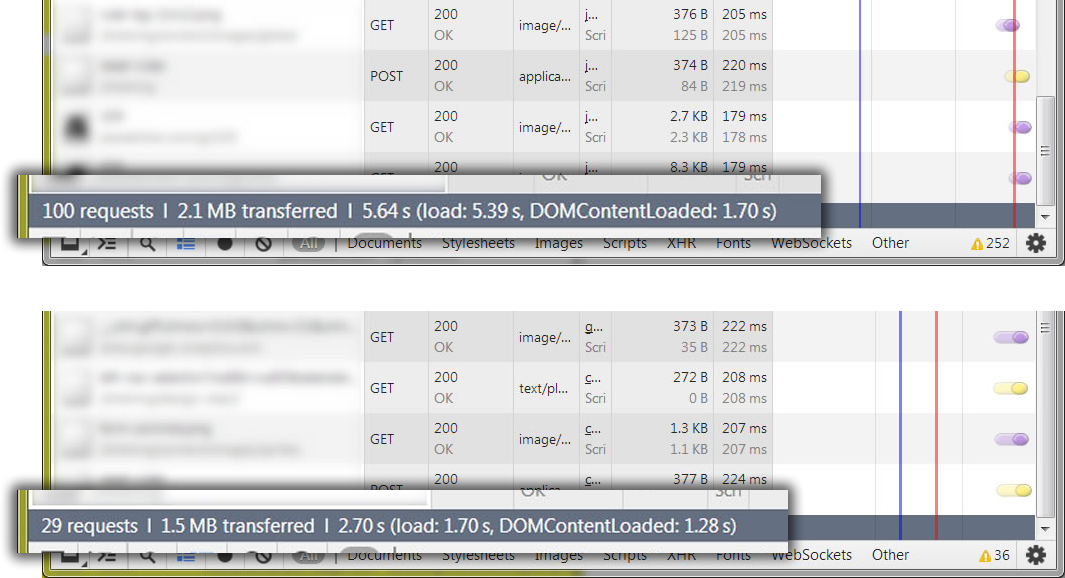 GET 200 OK image/... j... Scri 376 B 125 B 205 ms 205 ms
POST 200 OK applica... j... Scri 374 B 84 B 220 ms 219 ms
GET 200 OK image/... j... Scri 2.7 KB 2.3 KB 179 ms 178 ms
200 j... 8.3 KB 179 ms
OK Scri
100 requests I 2.1 MB transferred I 5.64 s (load: 5.39 s, DOMContentLoaded: 1.70 s)
All Documents Stylesheets Images Scripts XHR Fonts WebSockets Other 252
GET 200 OK image/... g... Scri 373 B 35 B 222 ms 222 ms
GET 200 OK text/pl... c... Scri 272 B 0 B 208 ms 208 ms
GET 200 OK image/... c... Scri 1.3 KB 1.1 KB 207 ms 207 ms
POST 200 applica... c... 377 B 224 ms
OK Scri
29 requests I 1.5 MB transferred I 2.70 s (load: 1.70 s, DOMContentLoaded: 1.28 s)
All Documents Stylesheets Images Scripts XHR Fonts WebSockets Other 36